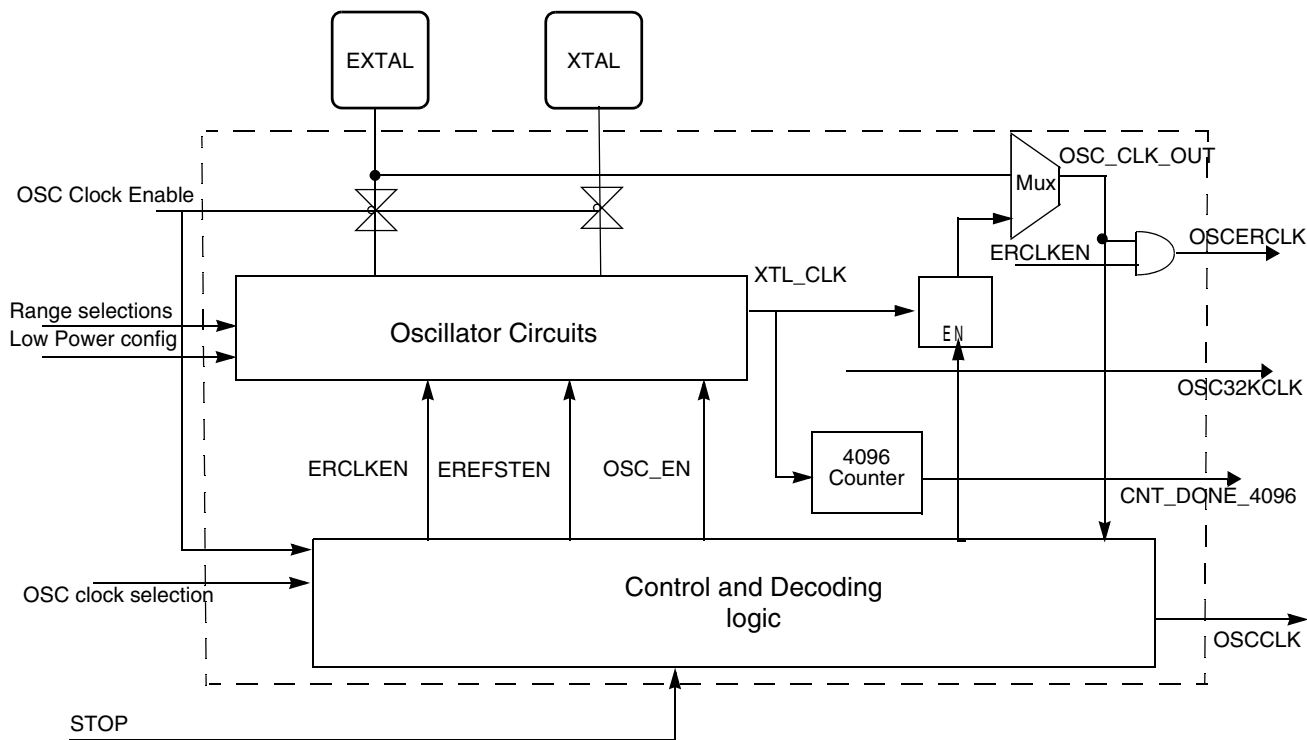 EXTAL
XTAL
OSC_CLK_OUT
Mux
OSC Clock Enable
OSCERCLK
ERCLKEN
XTL_CLK
Range selections
Low Power config
Oscillator Circuits
EN
OSC32KCLK
ERCLKEN
EREFSTEN
OSC_EN
4096
Counter
CNT_DONE_4096
OSC clock selection
Control and Decoding
logic
OSCCLK
STOP